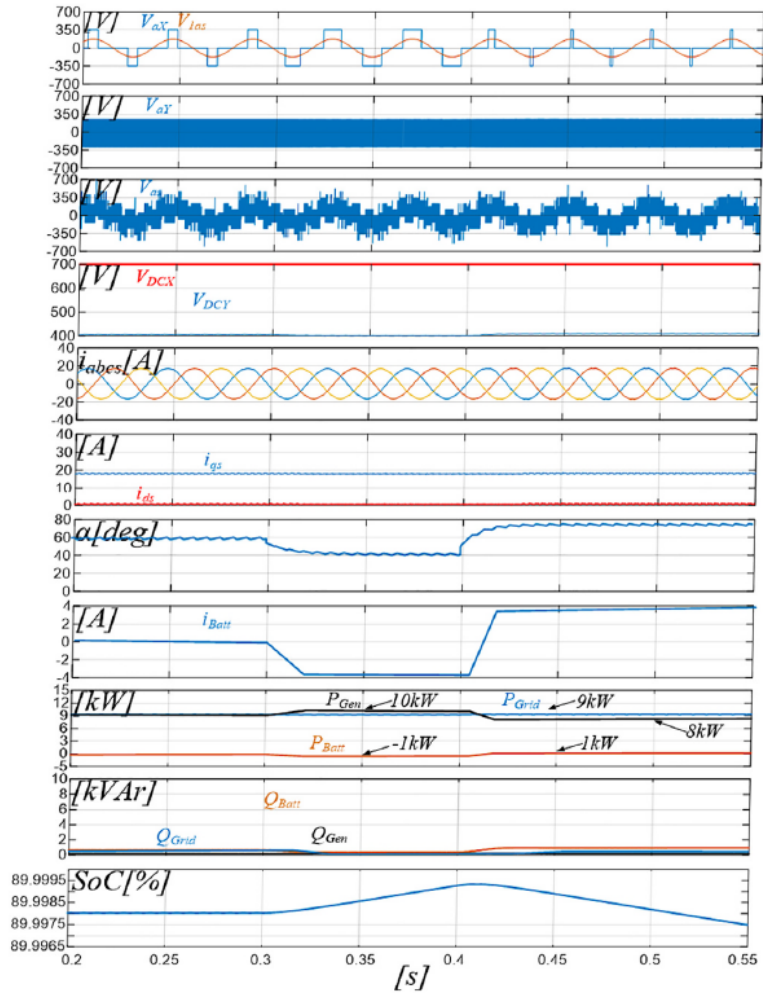 700 [V] V_aX V_1as
350
0
-350
-700
700 [V] V_aY
350
0
-350
-700
700 [V] V_as
350
0
-350
-700
700 [V] V_DCX
600
500 V_DCY
400
40
20 i_abcs[A]
0
-20
-40
40 [A]
30
20 i_qs
10 i_ds
0
80
60 α[deg]
40
20
0
4 [A]
2 i_Batt
0
-2
-4
15 [kW] P_Gen 10kW P_Grid 9kW
12
9
6 8kW
3 P_Batt -1kW 1kW
0
-5
10 [kVAr]
8 Q_Batt
6
4
2 Q_Grid Q_Gen
0
SoC[%]
89.9995
89.9985
89.9975
89.9965
0.2 0.25 0.3 0.35 0.4 0.45 0.5 0.55
[s]